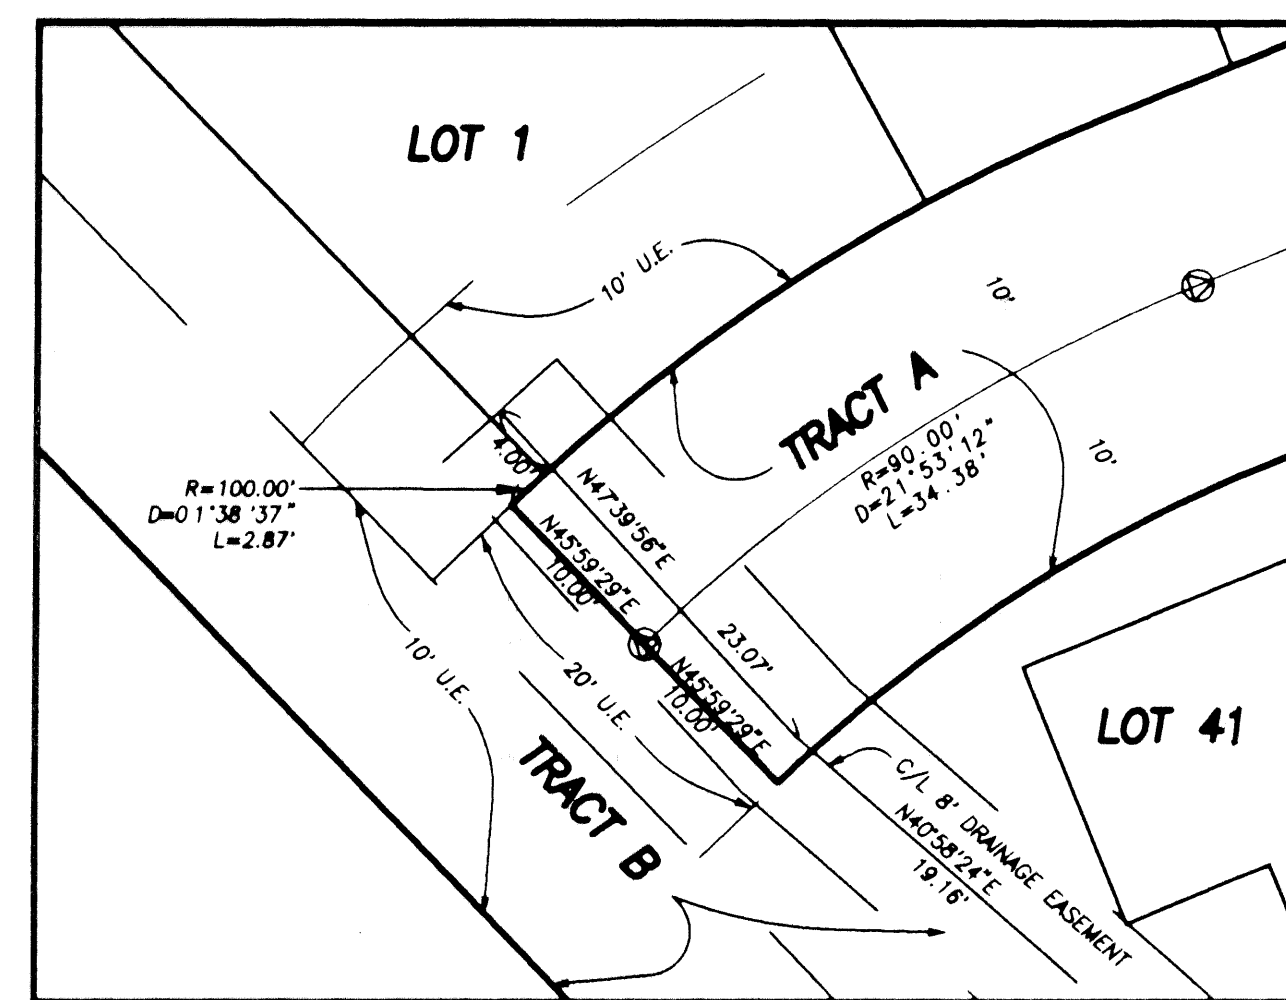 LOT 1
10' U.E.
10'
TRACT A
R=90.00'
D=21°53'12"
L=34.38'
10'
4.00'
R=100.00'
D=01°38'37"
L=2.87'
N47°39'56"E
23.07'
N45°59'29"E
10.00'
N45°59'29"E
10.00'
10' U.E.
20' U.E.
TRACT B
LOT 41
C/L 8' DRAINAGE EASEMENT
N40°58'24"E
19.16'